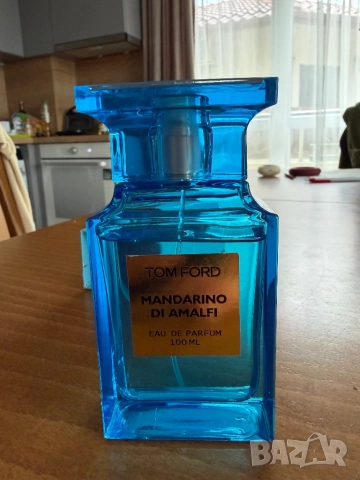 TOM FORD
MANDARINO
DI AMALFI
EAU DE PARFUM
100 ML
BAZAR